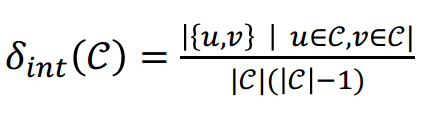 δ_int(𝒞) = |{u,v} | u∈𝒞,v∈𝒞| / |𝒞|(|𝒞|−1)